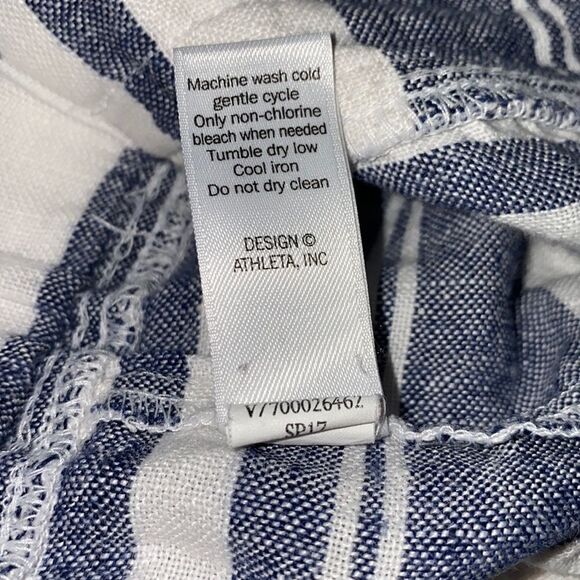 Machine wash cold
gentle cycle
Only non-chlorine
bleach when needed
Tumble dry low
Cool iron
Do not dry clean
DESIGN ©
ATHLETA, INC
V7700026462
SP17